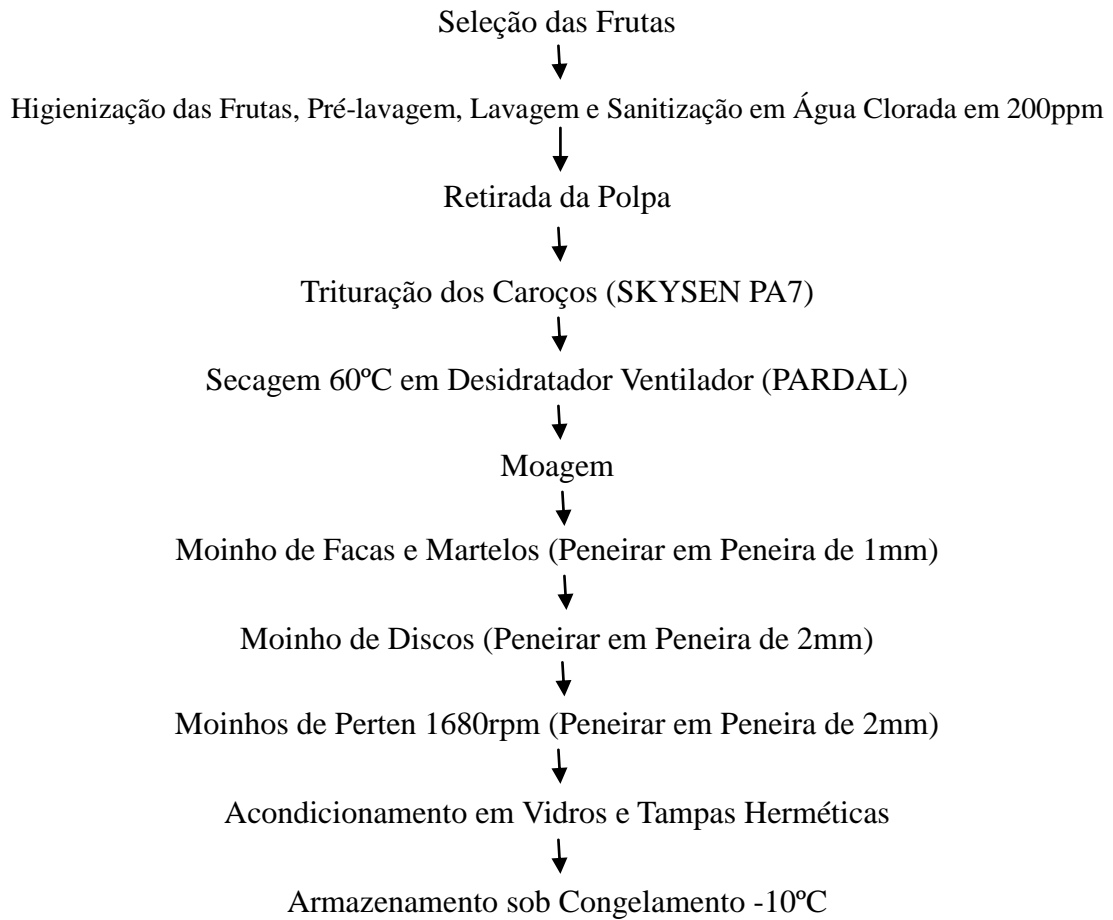 Seleção das Frutas
Higienização das Frutas, Pré-lavagem, Lavagem e Sanitização em Água Clorada em 200ppm
Retirada da Polpa
Trituração dos Caroços (SKYSEN PA7)
Secagem 60ºC em Desidratador Ventilador (PARDAL)
Moagem
Moinho de Facas e Martelos (Peneirar em Peneira de 1mm)
Moinho de Discos (Peneirar em Peneira de 2mm)
Moinhos de Perten 1680rpm (Peneirar em Peneira de 2mm)
Acondicionamento em Vidros e Tampas Herméticas
Armazenamento sob Congelamento -10ºC